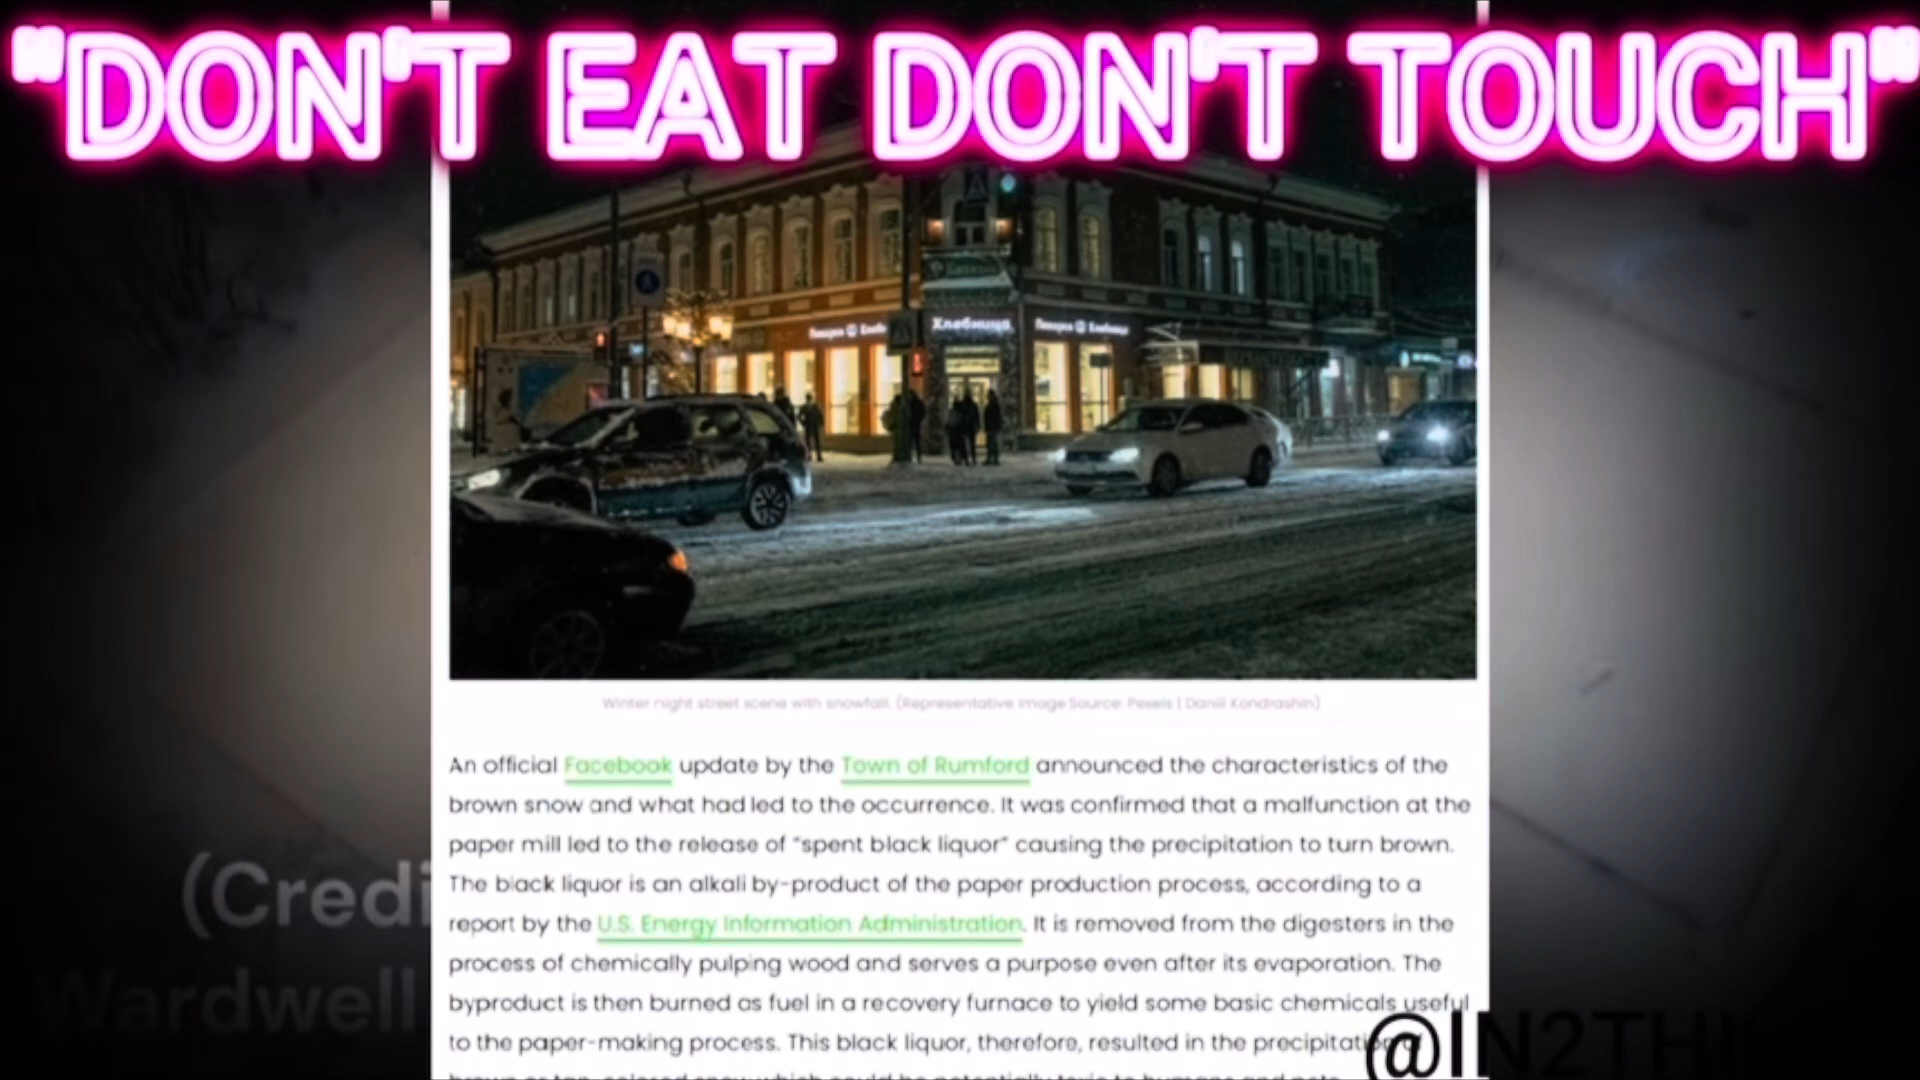 "DON'T EAT DON'T TOUCH"
Хлебница
Winter night street scene with snowfall. (Representative Image Source: Pexels | Daniil Kondrashin)
An official Facebook update by the Town of Rumford announced the characteristics of the
brown snow and what had led to the occurrence. It was confirmed that a malfunction at the
paper mill led to the release of "spent black liquor" causing the precipitation to turn brown.
The black liquor is an alkali by-product of the paper production process, according to a
report by the U.S. Energy Information Administration. It is removed from the digesters in the
process of chemically pulping wood and serves a purpose even after its evaporation. The
(Credi
byproduct is then burned as fuel in a recovery furnace to yield some basic chemicals useful
Wardwell
to the paper-making process. This black liquor, therefore, resulted in the precipitation of
@IN2THI